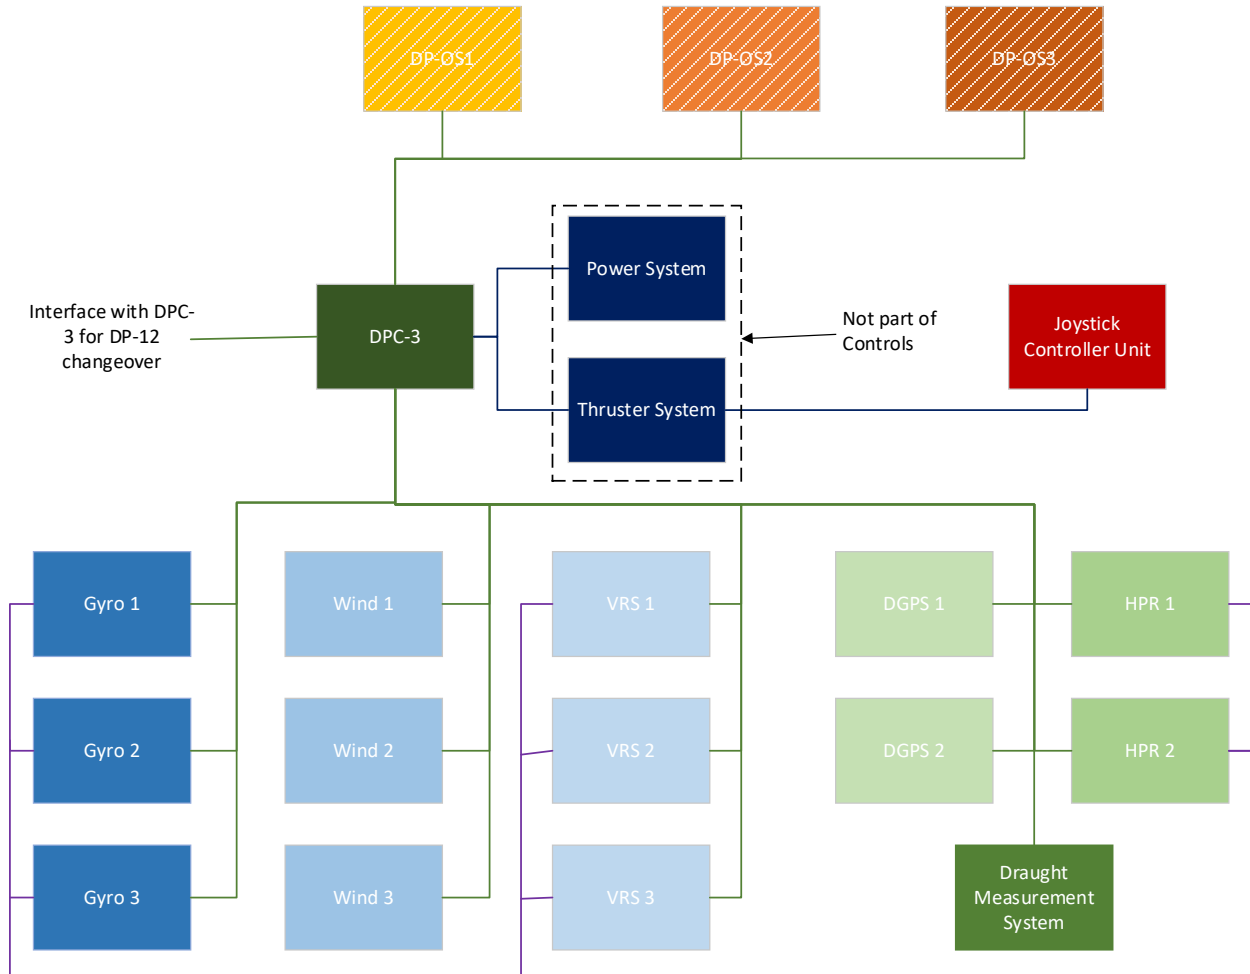 DP-OS1
DP-OS2
DP-OS3
Power System
Interface with DPC-
3 for DP-12
changeover
DPC-3
Not part of
Controls
Joystick
Controller Unit
Thruster System
Gyro 1
Wind 1
VRS 1
DGPS 1
HPR 1
Gyro 2
Wind 2
VRS 2
DGPS 2
HPR 2
Gyro 3
Wind 3
VRS 3
Draught
Measurement
System